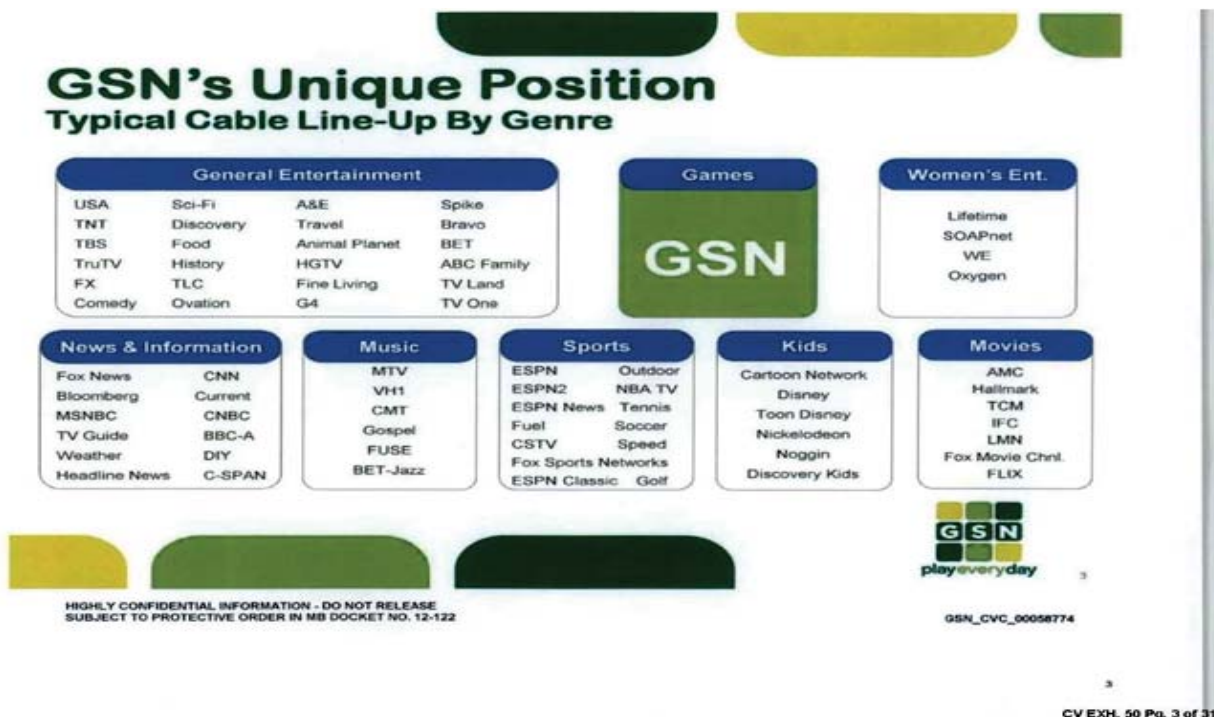 GSN's Unique Position
Typical Cable Line-Up By Genre
General Entertainment
USA Sci-Fi A&E Spike
TNT Discovery Travel Bravo
TBS Food Animal Planet BET
TruTV History HGTV ABC Family
FX TLC Fine Living TV Land
Comedy Ovation G4 TV One
Games
GSN
Women's Ent.
Lifetime
SOAPnet
WE
Oxygen
News & Information
Fox News CNN
Bloomberg Current
MSNBC CNBC
TV Guide BBC-A
Weather DIY
Headline News C-SPAN
Music
MTV
VH1
CMT
Gospel
FUSE
BET-Jazz
Sports
ESPN Outdoor
ESPN2 NBA TV
ESPN News Tennis
Fuel Soccer
CSTV Speed
Fox Sports Networks
ESPN Classic Golf
Kids
Cartoon Network
Disney
Toon Disney
Nickelodeon
Noggin
Discovery Kids
Movies
AMC
Hallmark
TCM
IFC
LMN
Fox Movie Chnl.
FLIX
GSN
playeveryday
3
HIGHLY CONFIDENTIAL INFORMATION - DO NOT RELEASE
SUBJECT TO PROTECTIVE ORDER IN MB DOCKET NO. 12-122
GSN_CVC_00058774
3
CV EXH. 50 Pg. 3 of 31